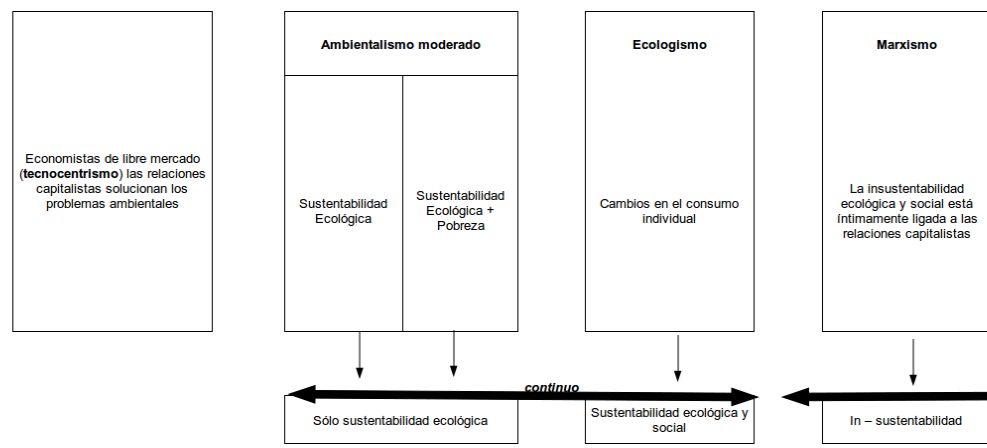 Economistas de libre mercado
(tecnocentrismo) las relaciones
capitalistas solucionan los
problemas ambientales
Ambientalismo moderado
Sustentabilidad
Ecológica
Sustentabilidad
Ecológica +
Pobreza
Ecologismo
Cambios en el consumo
individual
Marxismo
La insustentabilidad
ecológica y social está
íntimamente ligada a las
relaciones capitalistas
continuo
Sólo sustentabilidad ecológica
Sustentabilidad ecológica y
social
In – sustentabilidad